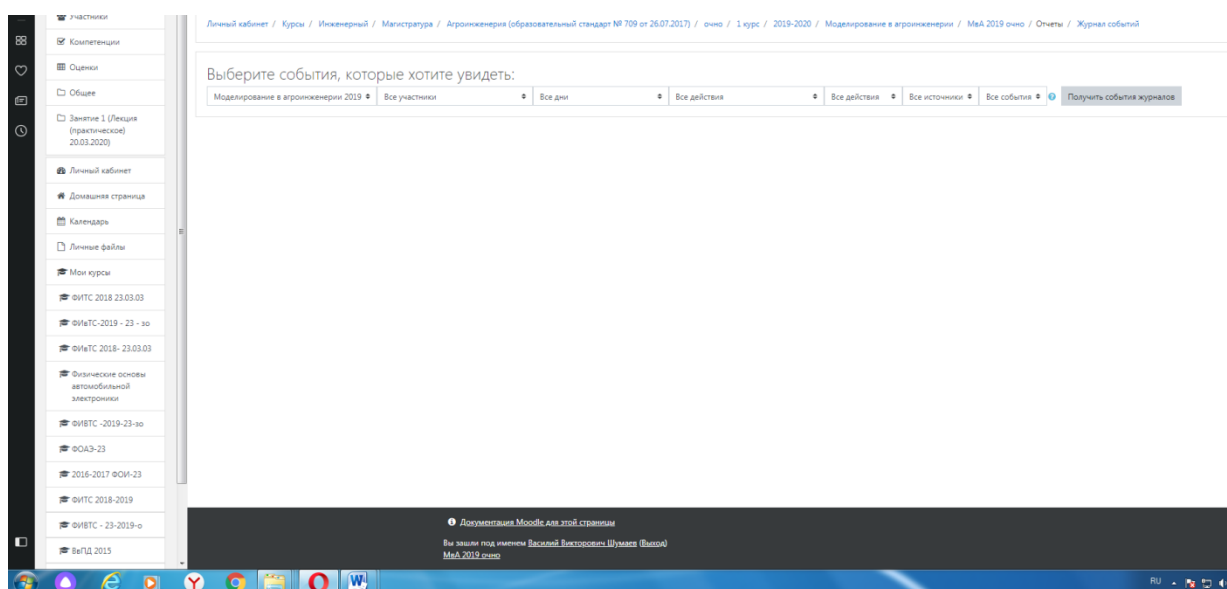 Участники
Компетенции
Оценки
Общее
Занятие 1 (Лекция
(практическое)
20.03.2020)
Личный кабинет
Домашняя страница
Календарь
Личные файлы
Мои курсы
ФИТС 2018 23.03.03
ФИвТС-2019 - 23 - зо
ФИвТС 2018- 23.03.03
Физические основы
автомобильной
электроники
ФИВТС -2019-23-зо
ФОАЭ-23
2016-2017 ФОИ-23
ФИТС 2018-2019
ФИВТС - 23-2019-о
ВвПД 2015
Личный кабинет / Курсы / Инженерный / Магистратура / Агроинженерия (образовательный стандарт № 709 от 26.07.2017) / очно / 1 курс / 2019-2020 / Моделирование в агроинженерии / МвА 2019 очно / Отчеты / Журнал событий
Выберите события, которые хотите увидеть:
Моделирование в агроинженерии 2019 Все участники Все дни Все действия Все действия Все источники Все события Получить события журналов
Документация Moodle для этой страницы
Вы зашли под именем Василий Викторович Шумаев (Выход)
МвА 2019 очно
RU